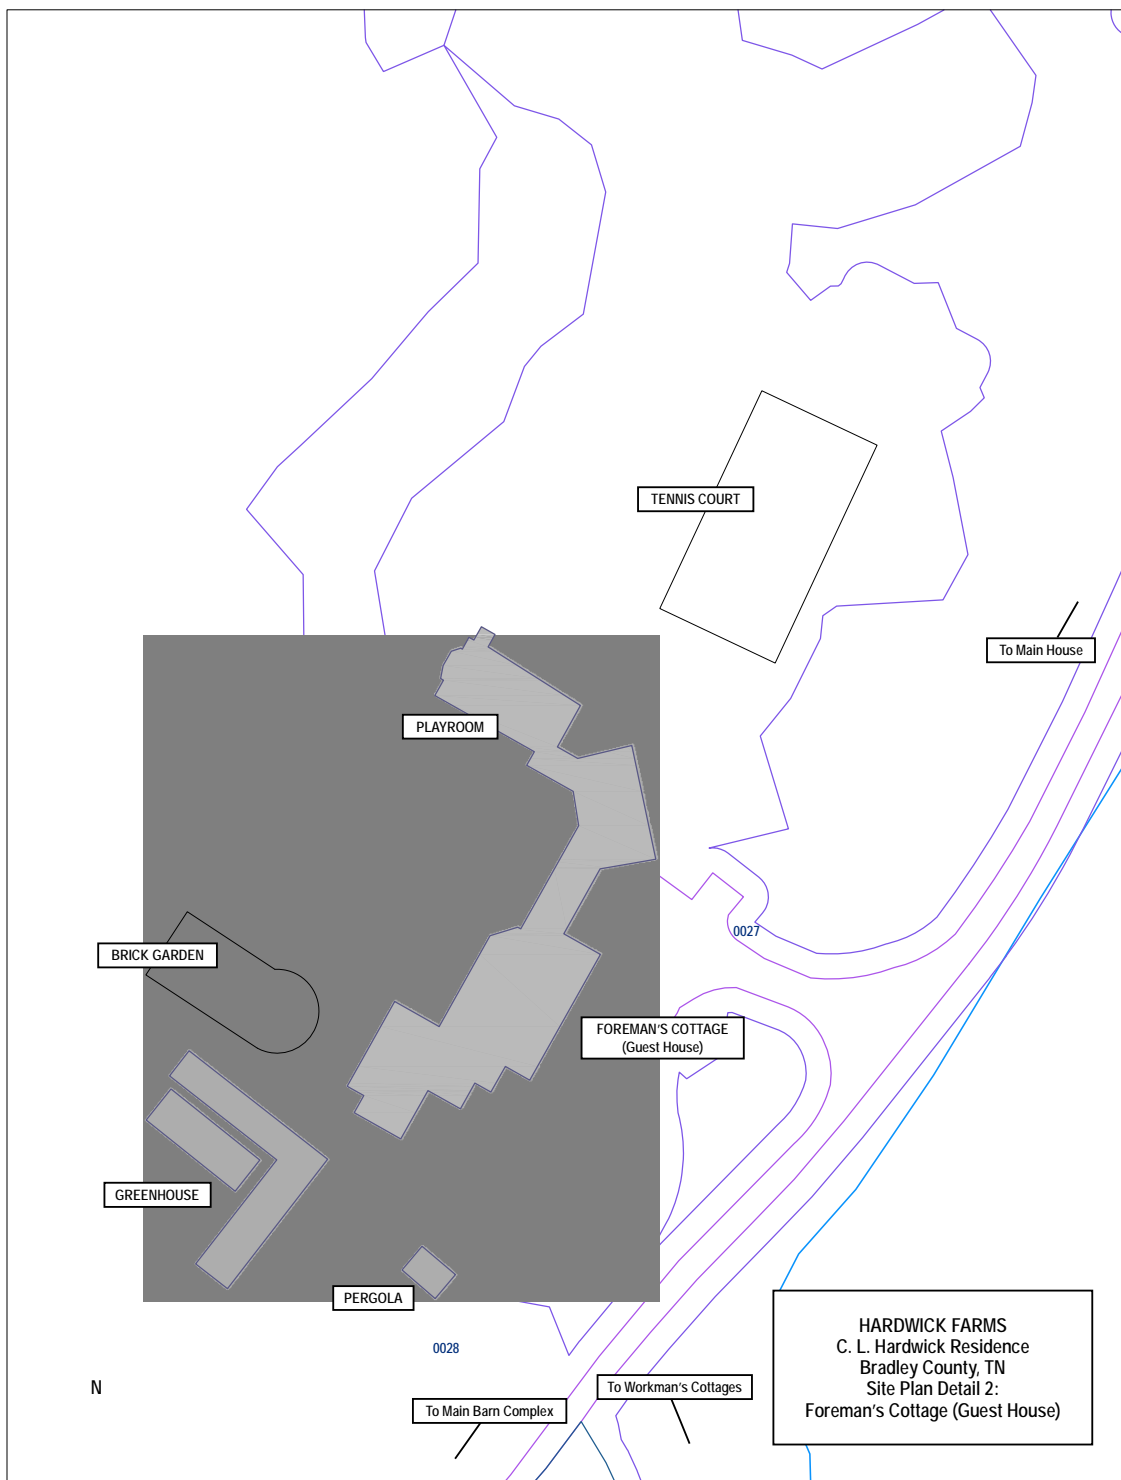 TENNIS COURT
To Main House
PLAYROOM
0027
BRICK GARDEN
FOREMAN'S COTTAGE
(Guest House)
GREENHOUSE
PERGOLA
0028
N
To Workman's Cottages
To Main Barn Complex
HARDWICK FARMS
C. L. Hardwick Residence
Bradley County, TN
Site Plan Detail 2:
Foreman's Cottage (Guest House)